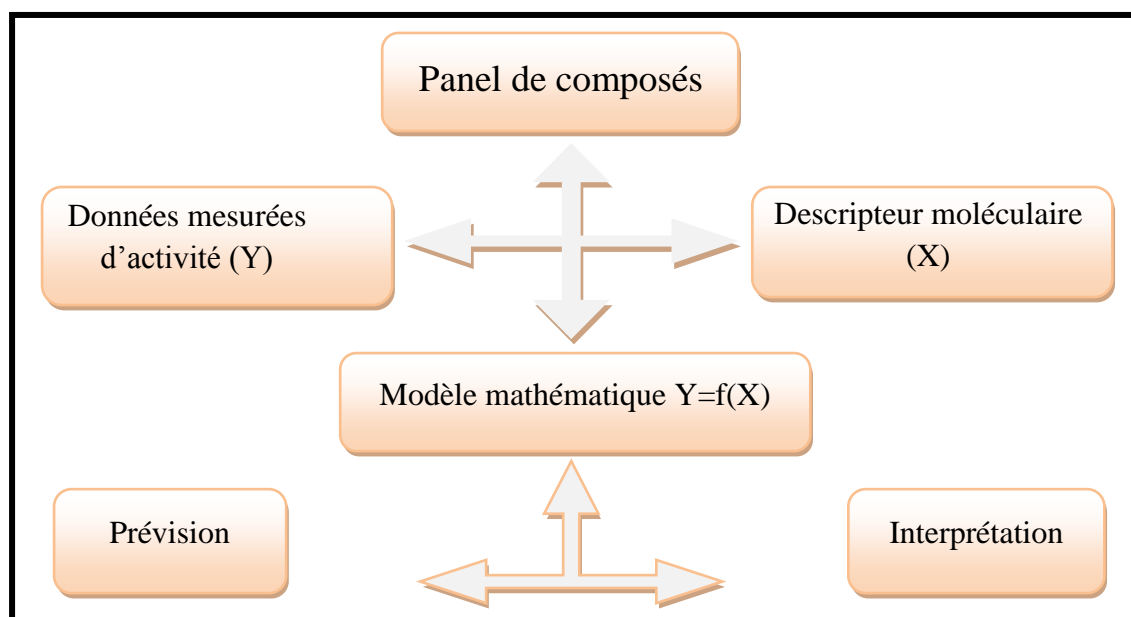 Panel de composés
Données mesurées
d’activité (Y)
Descripteur moléculaire
(X)
Modèle mathématique Y=f(X)
Prévision
Interprétation